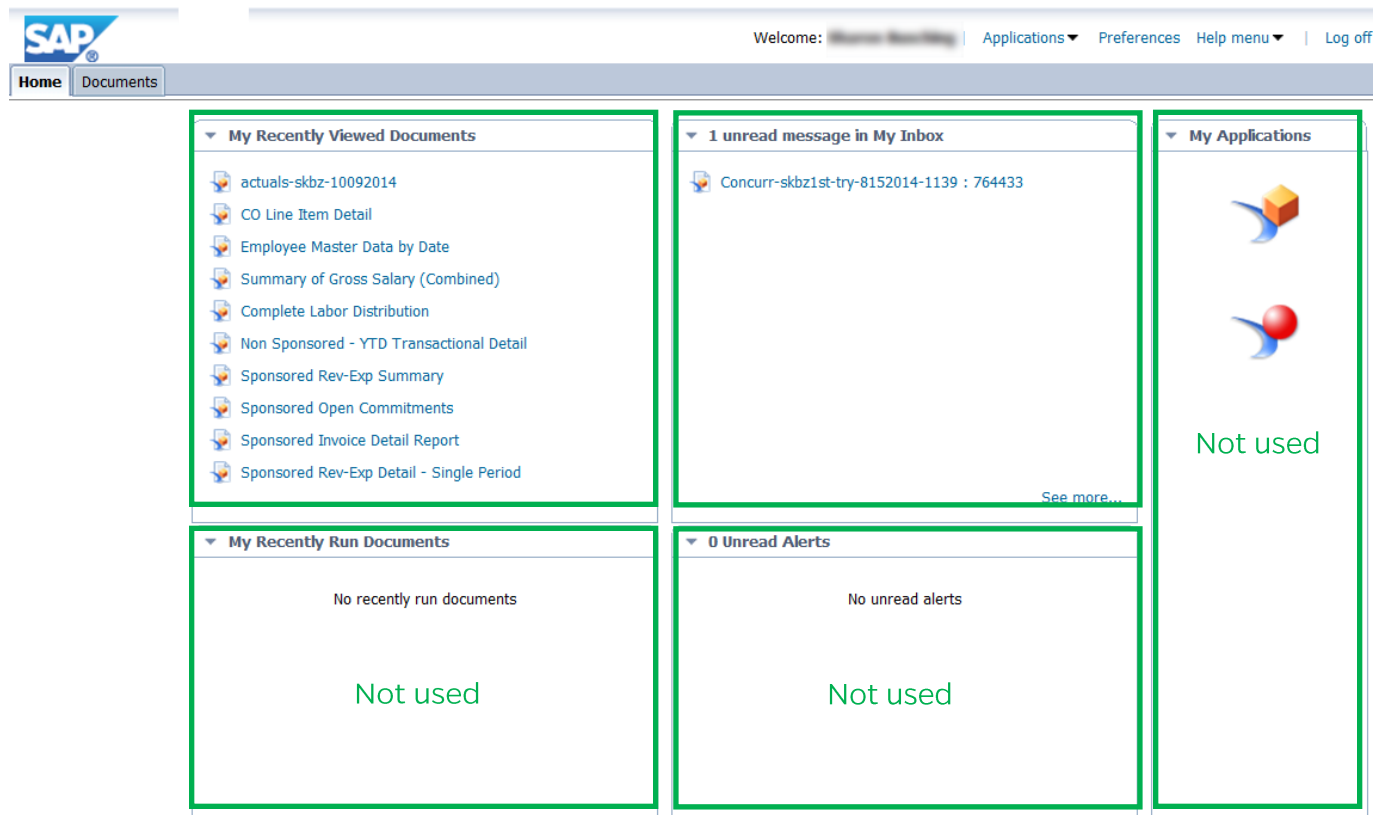 SAP®
Welcome: | Applications Preferences Help menu | Log off
Home Documents
My Recently Viewed Documents
actuals-skbz-10092014
CO Line Item Detail
Employee Master Data by Date
Summary of Gross Salary (Combined)
Complete Labor Distribution
Non Sponsored - YTD Transactional Detail
Sponsored Rev-Exp Summary
Sponsored Open Commitments
Sponsored Invoice Detail Report
Sponsored Rev-Exp Detail - Single Period
1 unread message in My Inbox
Concurr-skbz1st-try-8152014-1139 : 764433
See more...
My Applications
Not used
My Recently Run Documents
No recently run documents
Not used
0 Unread Alerts
No unread alerts
Not used